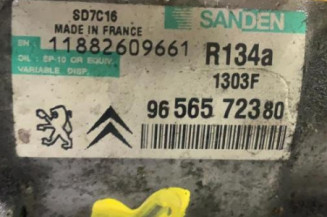 SD7C16
SANDEN
MADE IN FRANCE
SN 11882609661
R134a
OIL : SP-10 OR EQUIV.
VARIABLE DISP.
1303F
96 565 723 80